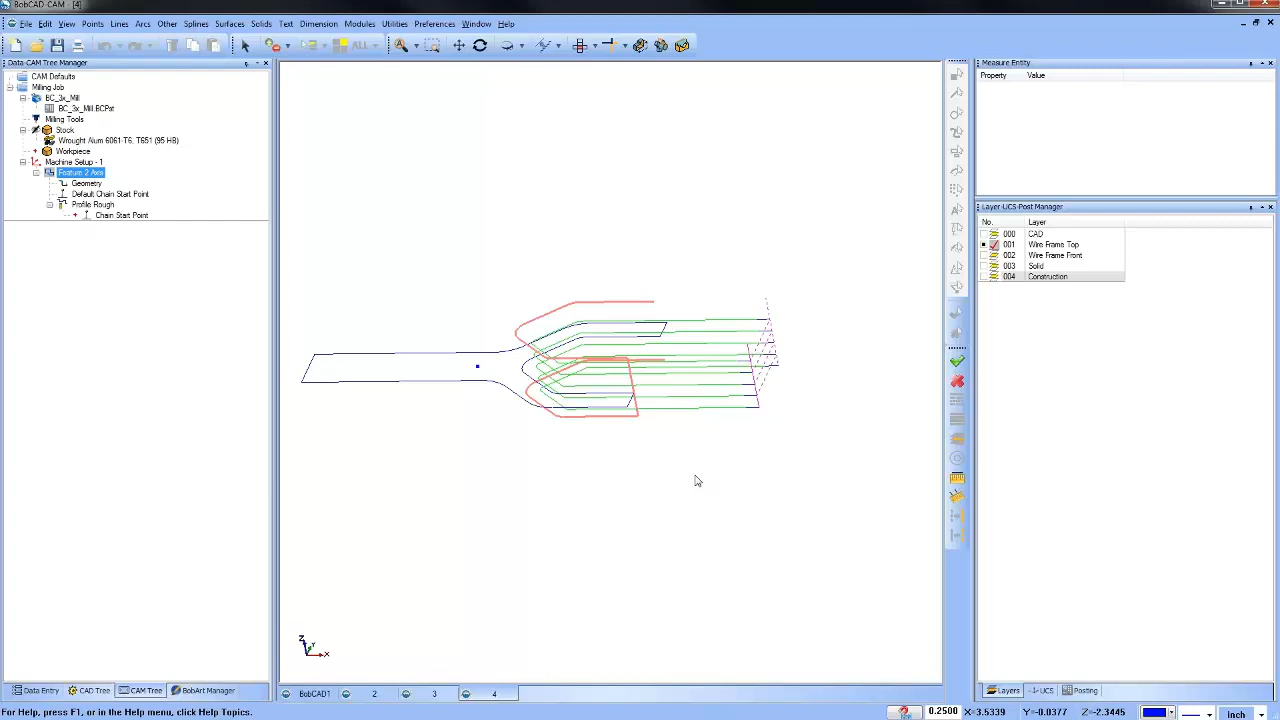 BobCAD-CAM - [4]
File Edit View Points Lines Arcs Other Splines Surfaces Solids Text Dimension Modules Utilities Preferences Window Help
ALL
Data-CAM Tree Manager
CAM Defaults
Milling Job
BC_3x_Mill
BC_3x_Mill.BCPst
Milling Tools
Stock
Wrought Alum 6061-T6, T651 (95 HB)
Workpiece
Machine Setup - 1
Feature 2 Axis
Geometry
Default Chain Start Point
Profile Rough
Chain Start Point
Z
Y
X
Measure Entity
Property Value
Layer-UCS-Post Manager
No. Layer
000 CAD
001 Wire Frame Top
002 Wire Frame Front
003 Solid
004 Construction
Data Entry CAD Tree CAM Tree BobArt Manager
BobCAD1 2 3 4
Layers UCS Posting
For Help, press F1, or in the Help menu, click Help Topics.
0.2500 X=3.5339 Y=-0.0377 Z=-2.3445 Inch